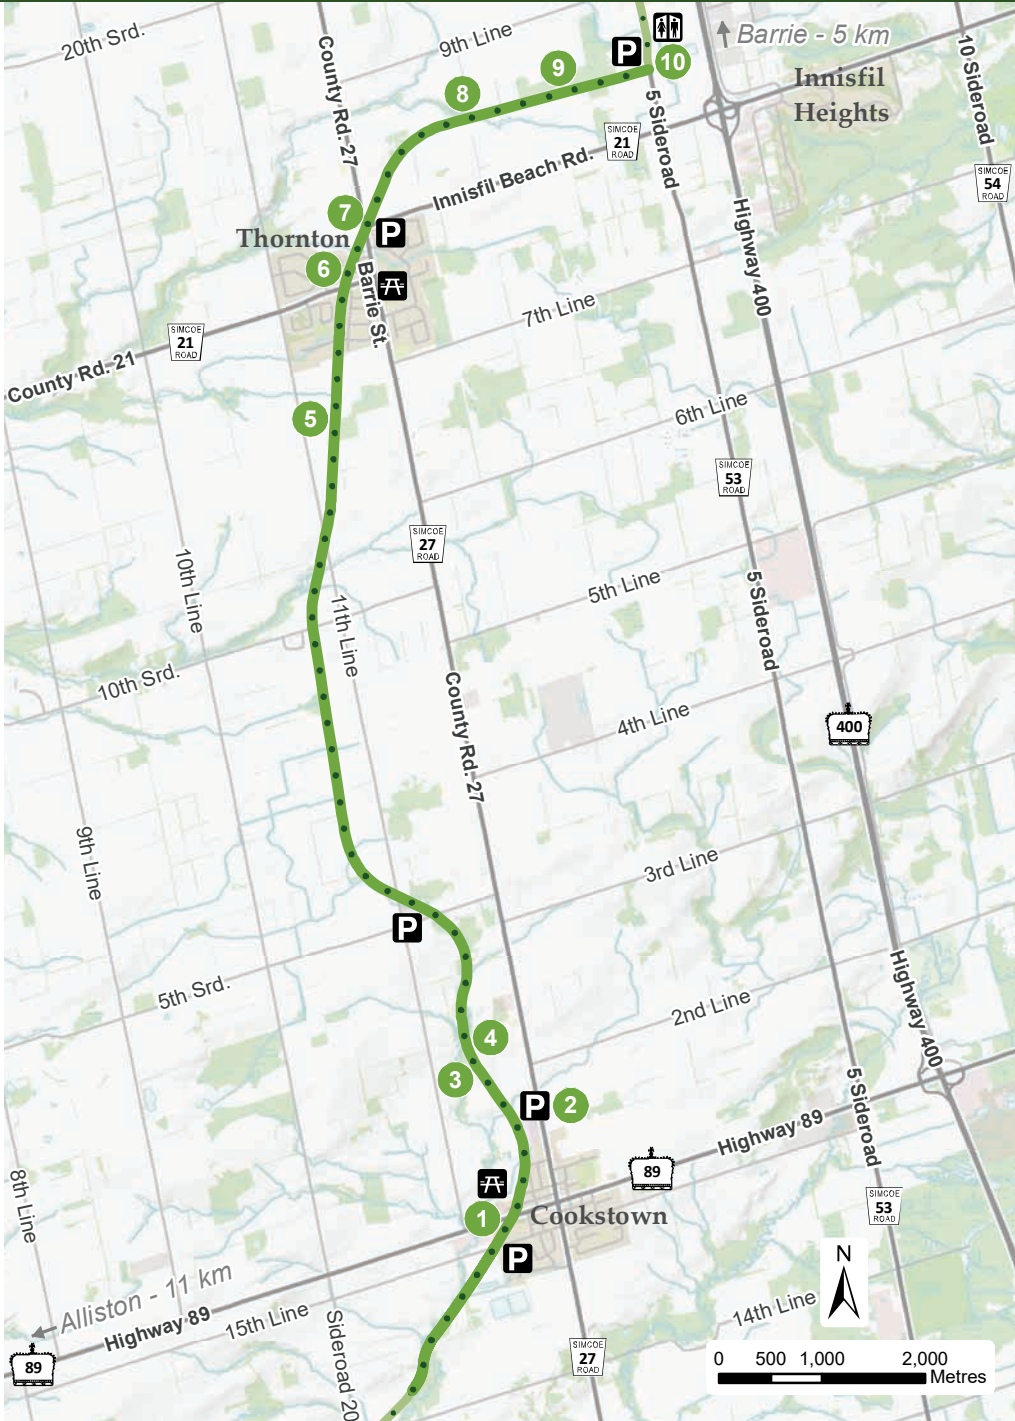 20th Srd.
County Rd. 27
9th Line
P
10
Barrie - 5 km
Innisfil
Heights
10 Sideroad
9
8
5 Sideroad
SIMCOE
21
ROAD
Innisfil Beach Rd.
SIMCOE
54
ROAD
7
P
Thornton
6
Barrie St.
Highway 400
7th Line
SIMCOE
21
ROAD
County Rd. 21
5
6th Line
SIMCOE
53
ROAD
SIMCOE
27
ROAD
10th Line
11th Line
5th Line
5 Sideroad
10th Srd.
County Rd. 27
4th Line
400
9th Line
3rd Line
P
5th Srd.
2nd Line
Highway 400
4
3
P
2
5 Sideroad
Highway 89
89
8th Line
1
Cookstown
SIMCOE
53
ROAD
P
N
Alliston - 11 km
Highway 89
15th Line
Sideroad 20
14th Line
89
SIMCOE
27
ROAD
0 500 1,000 2,000
Metres